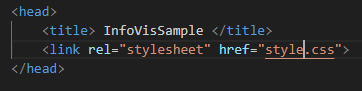 <head>
<title> InfoVisSample </title>
<link rel="stylesheet" href="style.css">
</head>